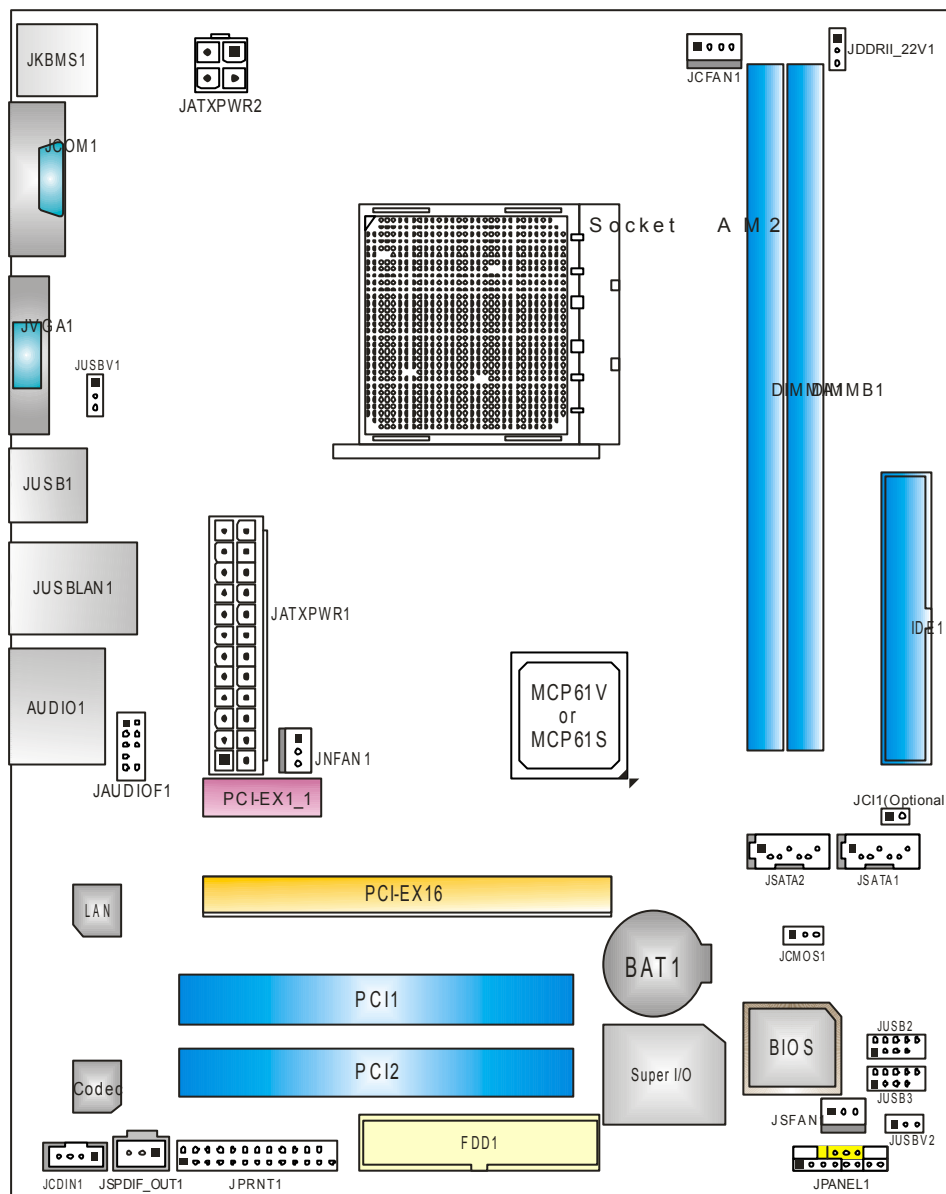 JKBMS1
JATXPWR2
JCFAN1
JDDRII_22V1
JCOM1
Socket AM2
JVGA1
JUSBV1
DIMMA1
DIMMB1
JUSB1
JUSBLAN1
JATXPWR1
IDE1
AUDIO1
MCP61V
or
MCP61S
JNFAN1
JAUDIOF1
PCI-EX1_1
JCI1(Optional
JSATA2
JSATA1
PCI-EX16
LAN
JCMOS1
BAT1
PCI1
JUSB2
BIOS
PCI2
Super I/O
Codec
JUSB3
JSFAN1
JUSBV2
FDD1
JCDIN1
JSPDIF_OUT1
JPRNT1
JPANEL1